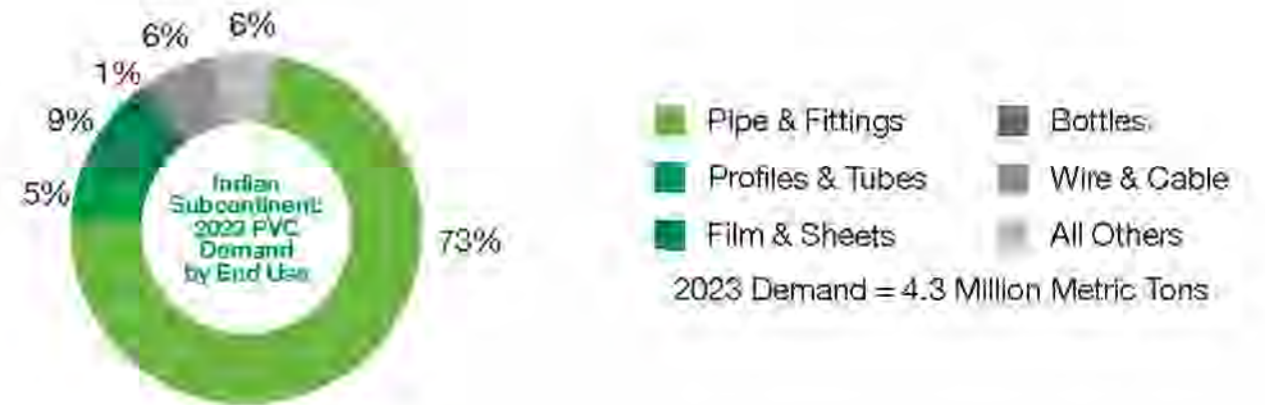 6%
6%
1%
9%
5%
73%
Indian
Subcontinent:
PVC
Demand
by End Use
Pipe & Fittings
Profiles & Tubes
Film & Sheets
Bottles
Wire & Cable
All Others
2023 Demand = 4.3 Million Metric Tons